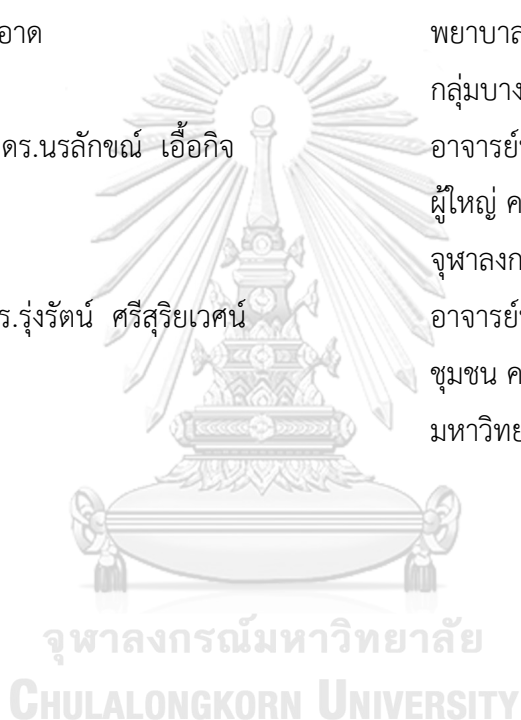 อาด พยาบาล
กลุ่มบาง
ดร.นรลักขณ์ เอื้อกิจ อาจารย์
ผู้ใหญ่ ค
จุฬาลงก
ร.รุ่งรัตน์ ศรีสุริยเวศน์ อาจารย์
ชุมชน ค
มหาวิทย
จุฬาลงกรณ์มหาวิทยาลัย
CHULALONGKORN UNIVERSITY